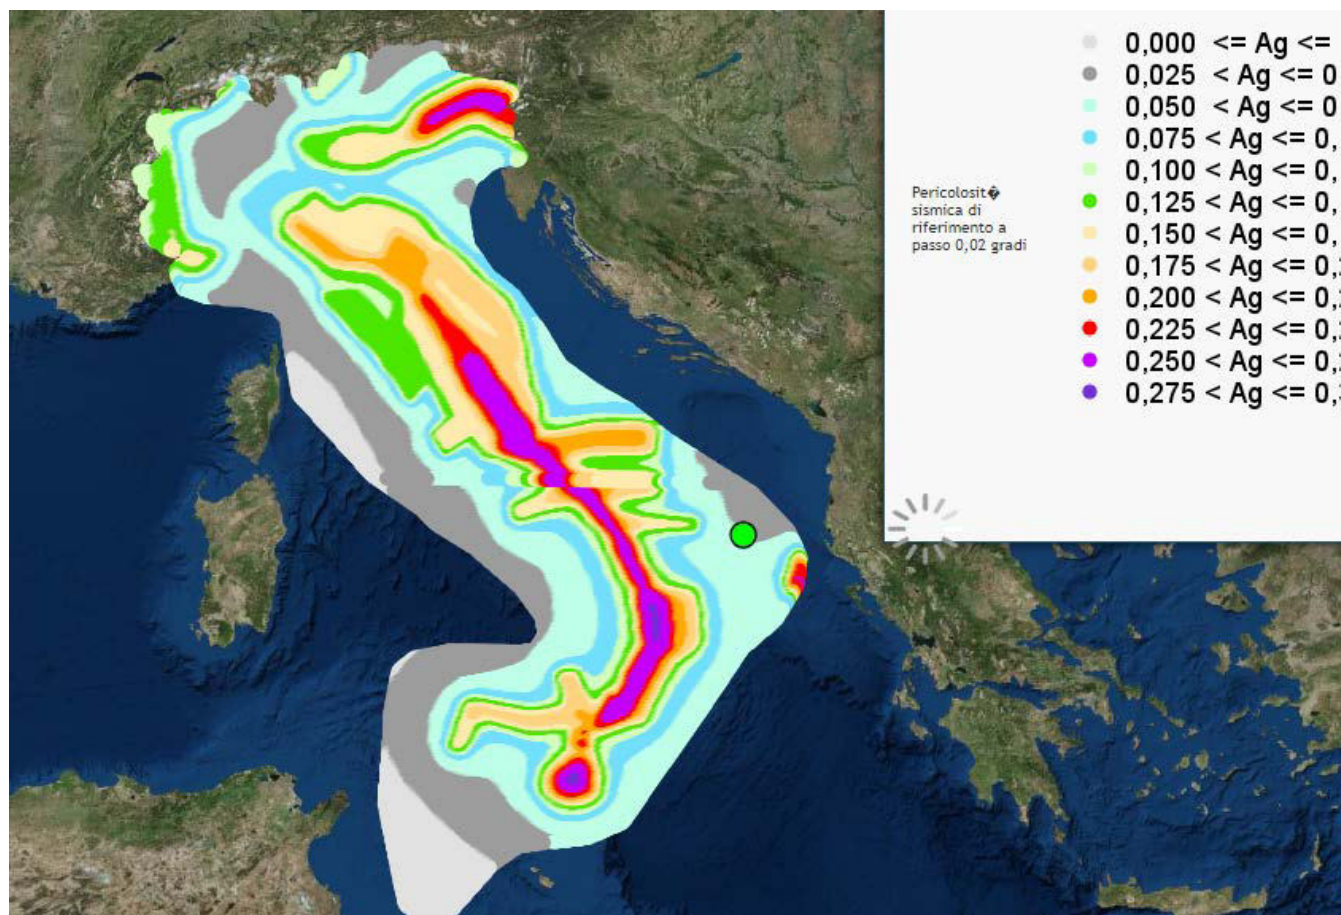 0,000 <= Ag <=
0,025 < Ag <= 0
0,050 < Ag <= 0
0,075 < Ag <= 0,
0,100 < Ag <= 0,
0,125 < Ag <= 0,
0,150 < Ag <= 0,
0,175 < Ag <= 0,
0,200 < Ag <= 0,
0,225 < Ag <= 0,
0,250 < Ag <= 0,
0,275 < Ag <= 0,
Pericolosit�
sismica di
riferimento a
passo 0,02 gradi